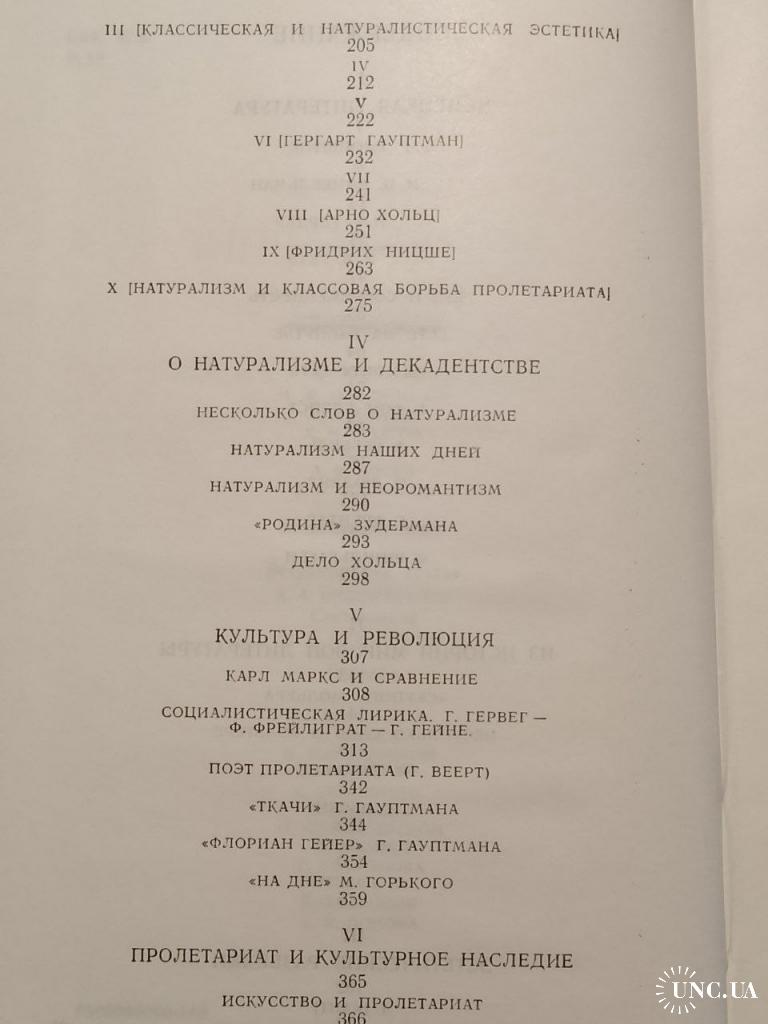 III [КЛАССИЧЕСКАЯ И НАТУРАЛИСТИЧЕСКАЯ ЭСТЕТИКА]
205
IV
212
V
222
VI [ГЕРГАРТ ГАУПТМАН]
232
VII
241
VIII [АРНО ХОЛЬЦ]
251
IX [ФРИДРИХ НИЦШЕ]
263
X [НАТУРАЛИЗМ И КЛАССОВАЯ БОРЬБА ПРОЛЕТАРИАТА]
275
IV
О НАТУРАЛИЗМЕ И ДЕКАДЕНТСТВЕ
282
НЕСКОЛЬКО СЛОВ О НАТУРАЛИЗМЕ
283
НАТУРАЛИЗМ НАШИХ ДНЕЙ
287
НАТУРАЛИЗМ И НЕОРОМАНТИЗМ
290
«РОДИНА» ЗУДЕРМАНА
293
ДЕЛО ХОЛЬЦА
298
V
КУЛЬТУРА И РЕВОЛЮЦИЯ
307
КАРЛ МАРКС И СРАВНЕНИЕ
308
СОЦИАЛИСТИЧЕСКАЯ ЛИРИКА. Г. ГЕРВЕГ —
Ф. ФРЕЙЛИГРАТ — Г. ГЕЙНЕ.
313
ПОЭТ ПРОЛЕТАРИАТА (Г. ВЕЕРТ)
342
«ТКАЧИ» Г. ГАУПТМАНА
344
«ФЛОРИАН ГЕЙЕР» Г. ГАУПТМАНА
354
«НА ДНЕ» М. ГОРЬКОГО
359
VI
ПРОЛЕТАРИАТ И КУЛЬТУРНОЕ НАСЛЕДИЕ
365
ИСКУССТВО И ПРОЛЕТАРИАТ
366
UNC.UA